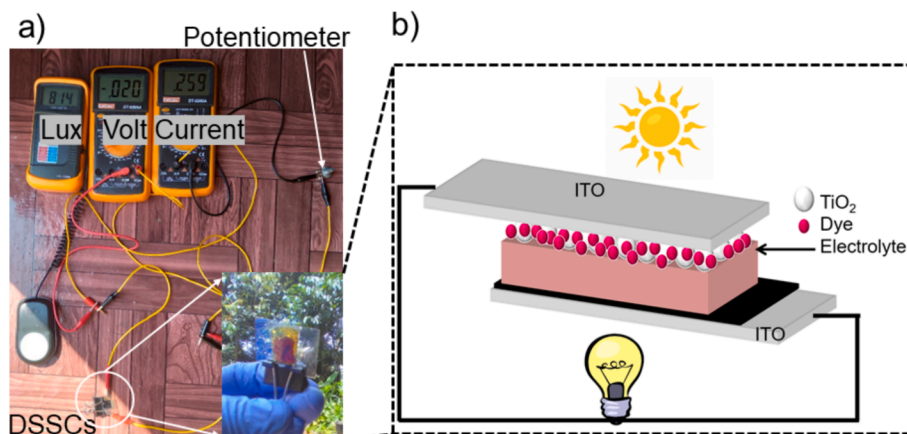 a)
Potentiometer
814
-.020
.259
Lux
Volt
Current
DSSCs
b)
ITO
TiO₂
Dye
Electrolyte
ITO